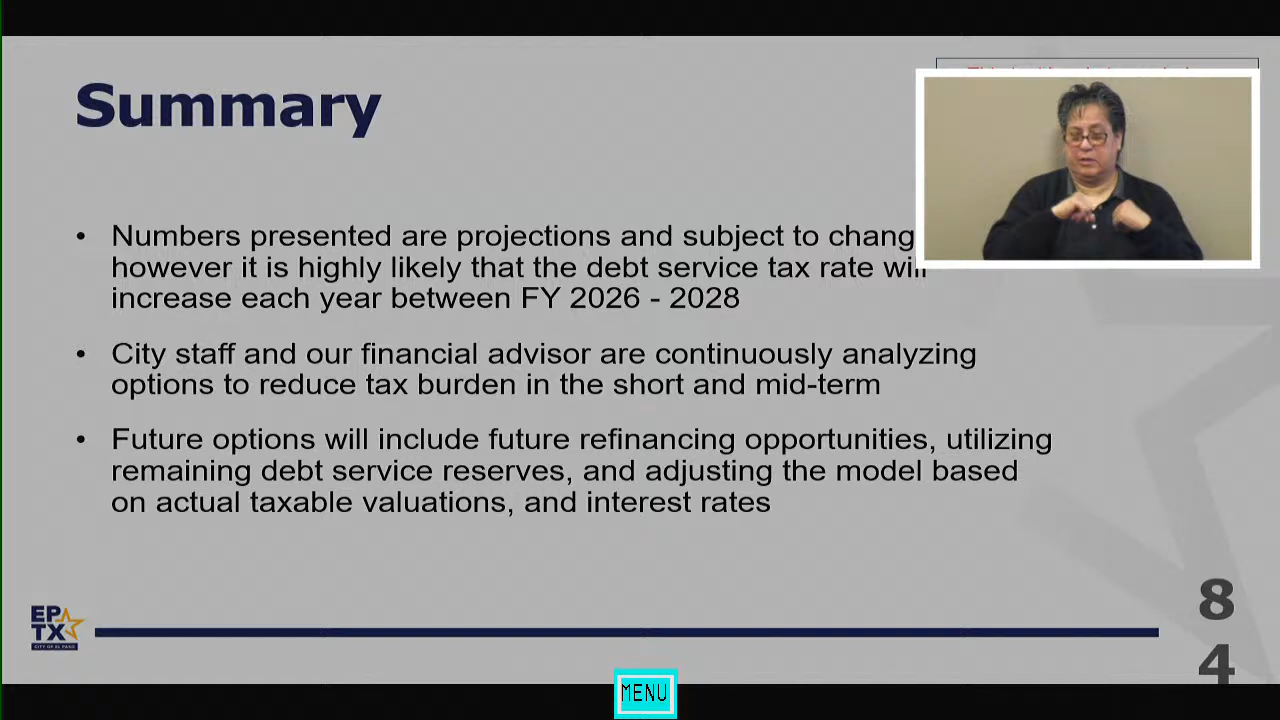 Summary
• Numbers presented are projections and subject to chang
however it is highly likely that the debt service tax rate will
increase each year between FY 2026 - 2028
• City staff and our financial advisor are continuously analyzing
options to reduce tax burden in the short and mid-term
• Future options will include future refinancing opportunities, utilizing
remaining debt service reserves, and adjusting the model based
on actual taxable valuations, and interest rates
EP
TX
CITY OF EL PASO
8
4
MENU